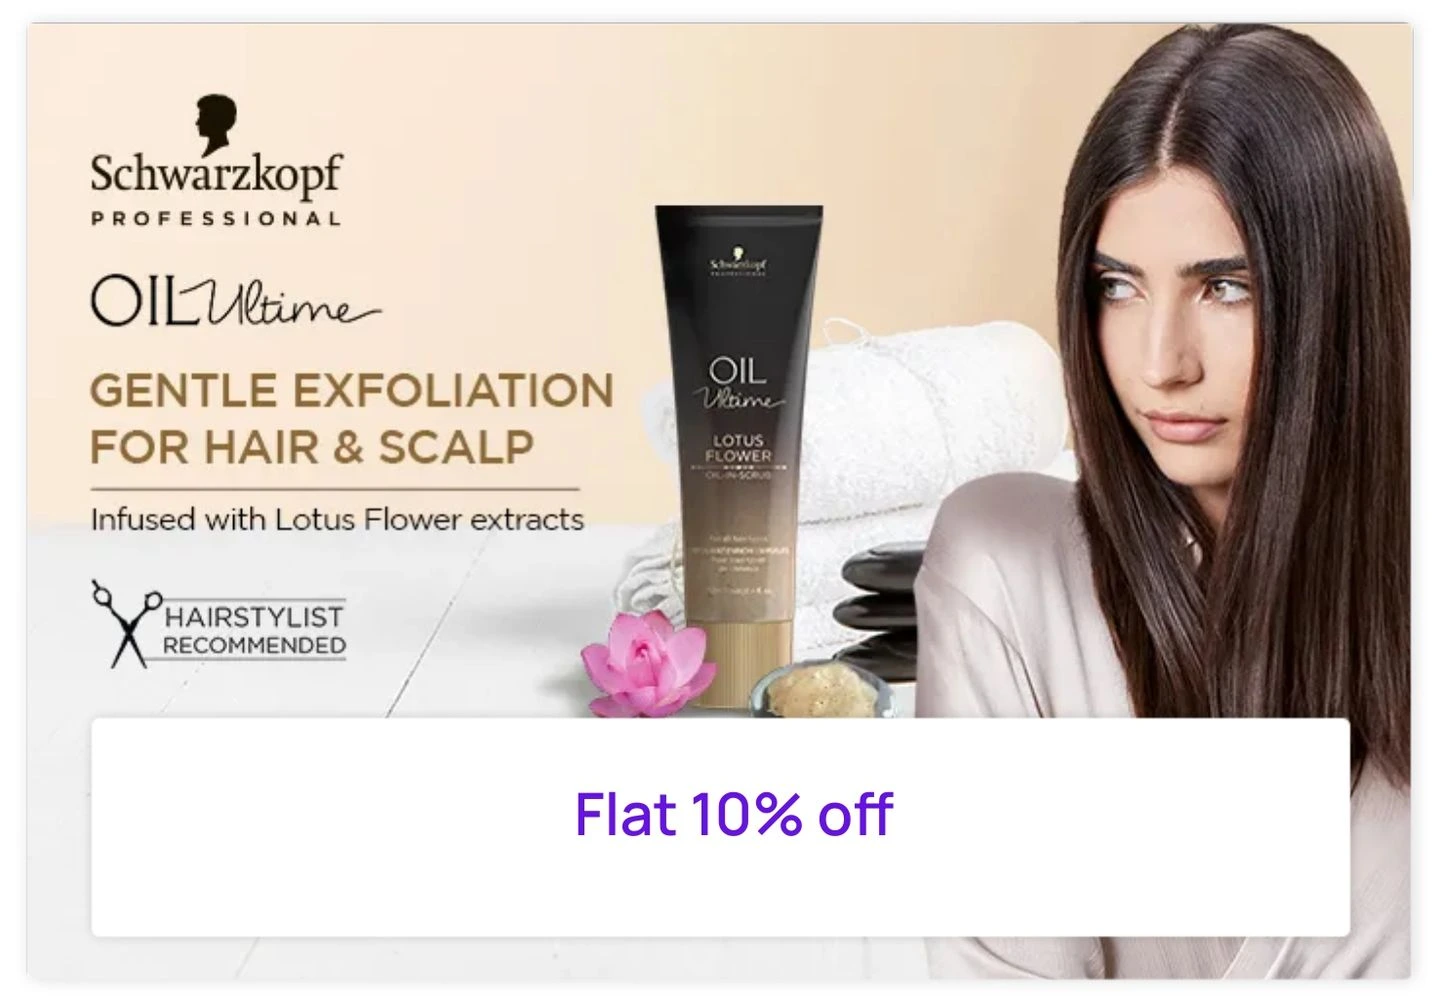 Schwarzkopf
PROFESSIONAL
OIL Ultime
GENTLE EXFOLIATION
FOR HAIR & SCALP
Infused with Lotus Flower extracts
HAIRSTYLIST
RECOMMENDED
Schwarzkopf
PROFESSIONAL
OIL
Ultime
LOTUS
FLOWER
OIL-IN-SCRUB
Flat 10% off